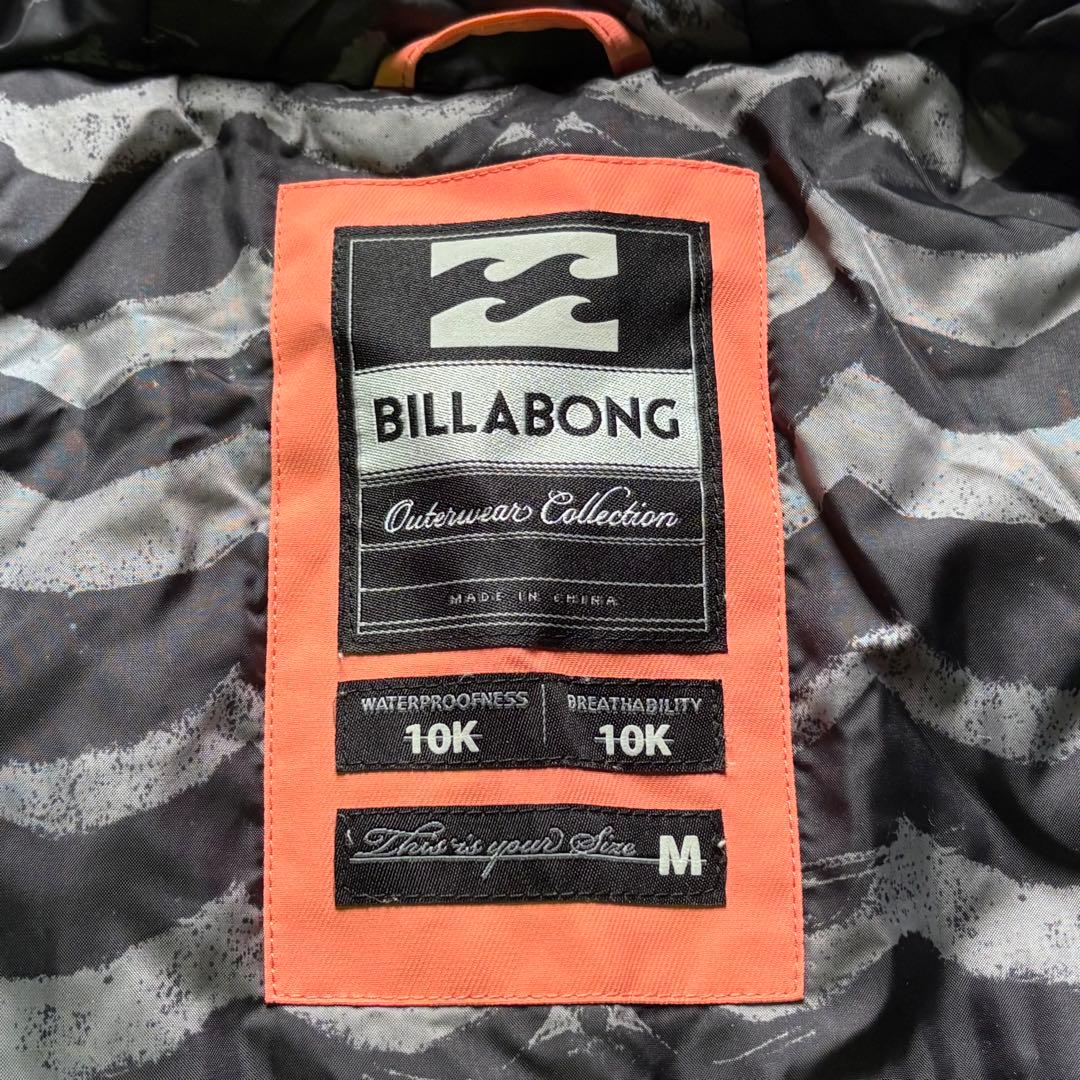 BILLABONG
Outerwear Collection
MADE IN CHINA
WATERPROOFNESS
10K
BREATHABILITY
10K
This is your Size M